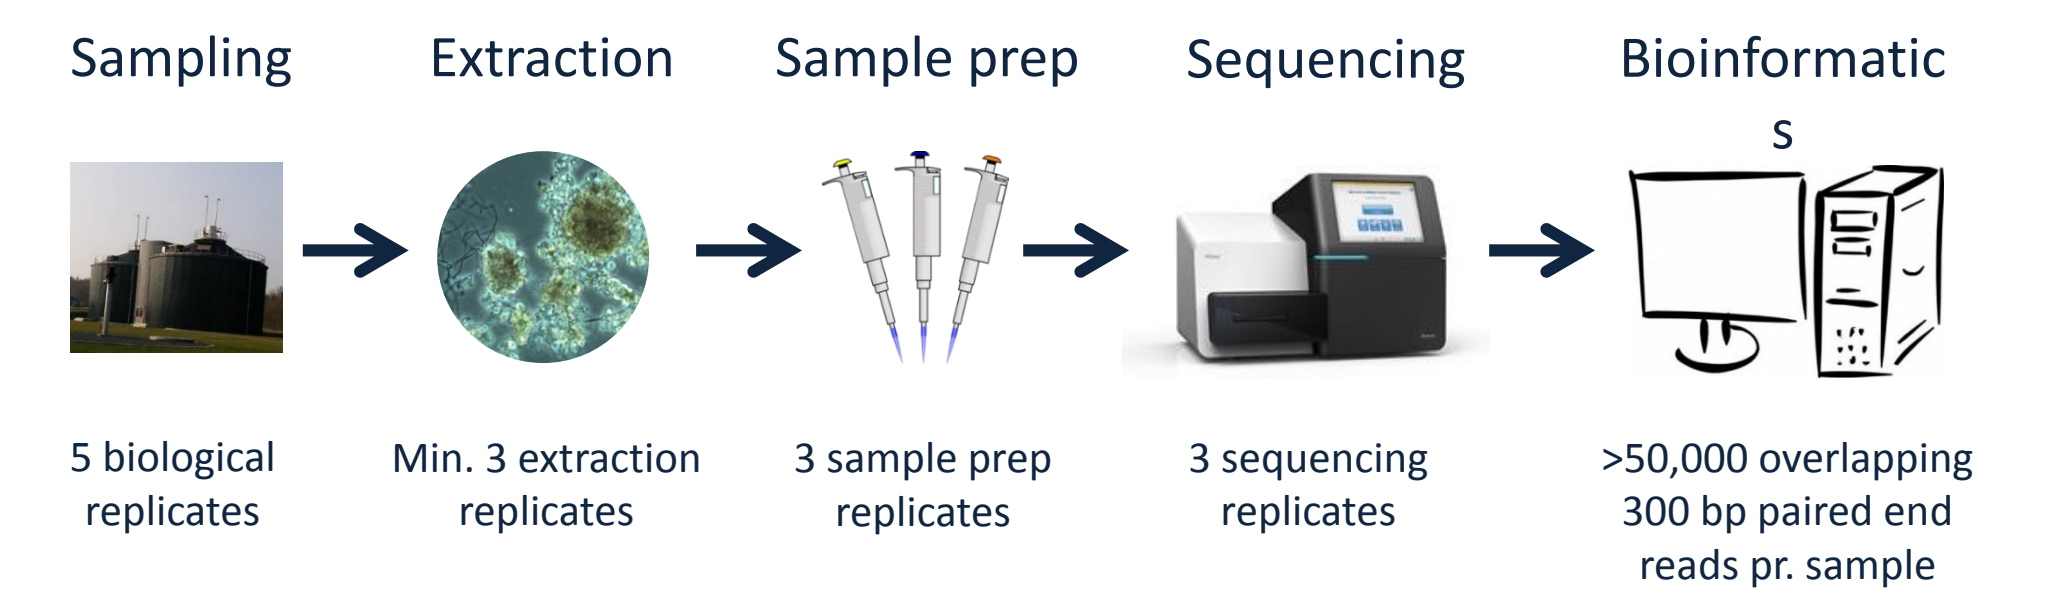 Sampling
Extraction
Sample prep
Sequencing
Bioinformatic
s
5 biological
replicates
Min. 3 extraction
replicates
3 sample prep
replicates
3 sequencing
replicates
>50,000 overlapping
300 bp paired end
reads pr. sample